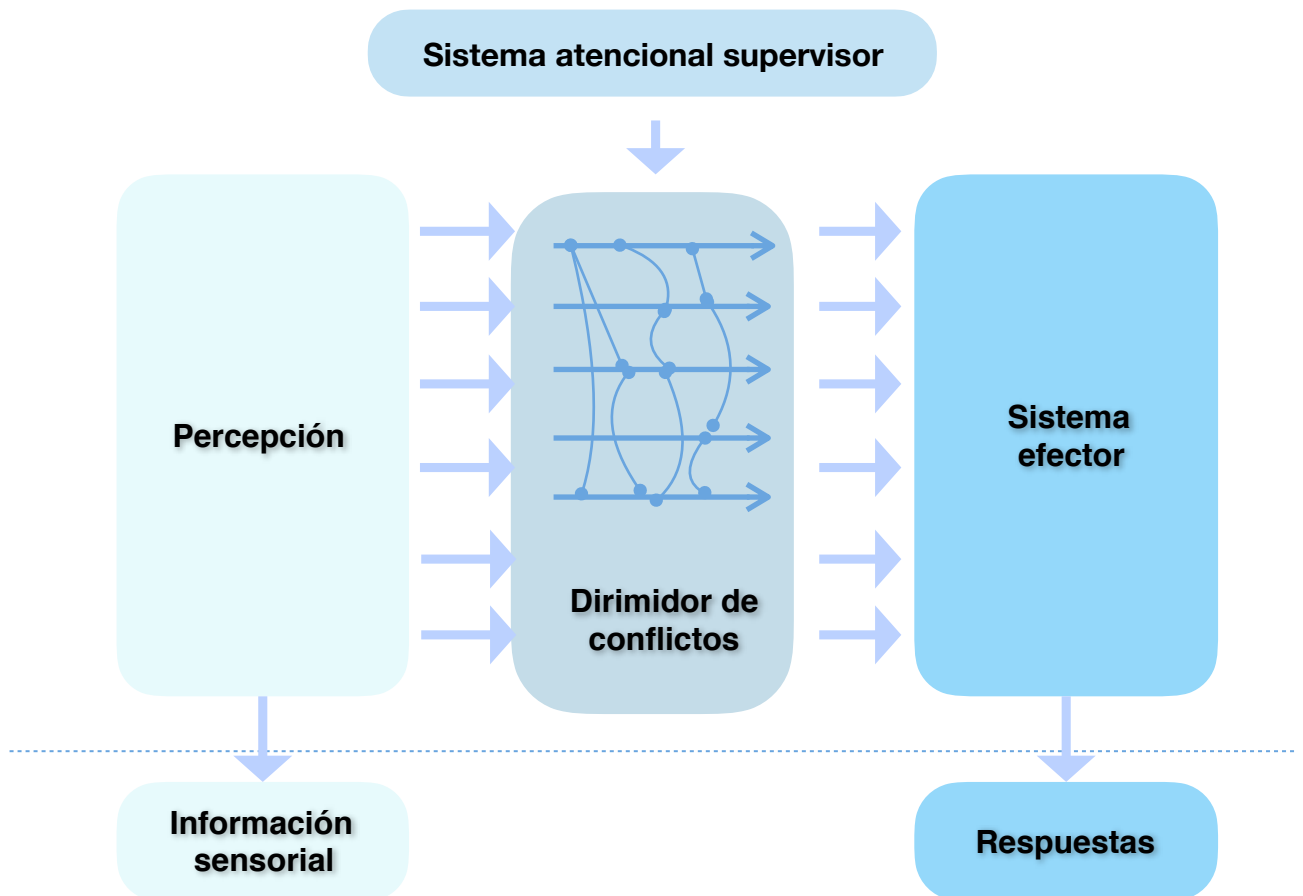 Sistema atencional supervisor
Percepción
Dirimidor de
conflictos
Sistema
efector
Información
sensorial
Respuestas